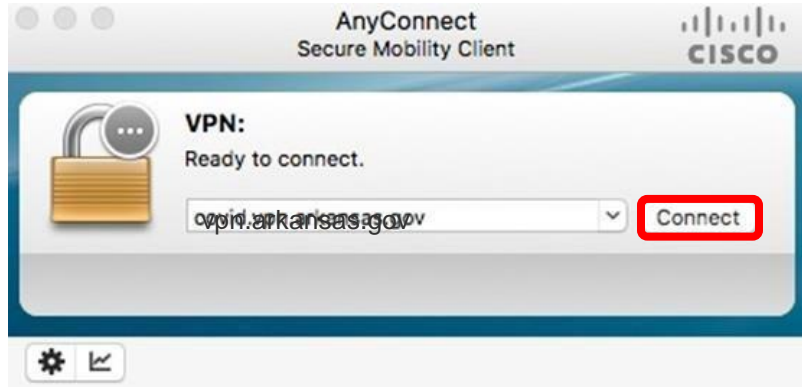 AnyConnect
Secure Mobility Client
CISCO
VPN:
Ready to connect.
vpn.arkansas.gov
Connect